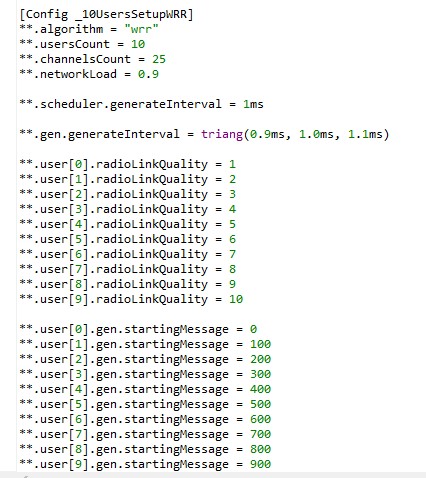 [Config _10UsersSetupWRR]
**.algorithm = "wrr"
**.usersCount = 10
**.channelsCount = 25
**.networkLoad = 0.9
**.scheduler.generateInterval = 1ms
**.gen.generateInterval = triang(0.9ms, 1.0ms, 1.1ms)
**.user[0].radioLinkQuality = 1
**.user[1].radioLinkQuality = 2
**.user[2].radioLinkQuality = 3
**.user[3].radioLinkQuality = 4
**.user[4].radioLinkQuality = 5
**.user[5].radioLinkQuality = 6
**.user[6].radioLinkQuality = 7
**.user[7].radioLinkQuality = 8
**.user[8].radioLinkQuality = 9
**.user[9].radioLinkQuality = 10
**.user[0].gen.startingMessage = 0
**.user[1].gen.startingMessage = 100
**.user[2].gen.startingMessage = 200
**.user[3].gen.startingMessage = 300
**.user[4].gen.startingMessage = 400
**.user[5].gen.startingMessage = 500
**.user[6].gen.startingMessage = 600
**.user[7].gen.startingMessage = 700
**.user[8].gen.startingMessage = 800
**.user[9].gen.startingMessage = 900